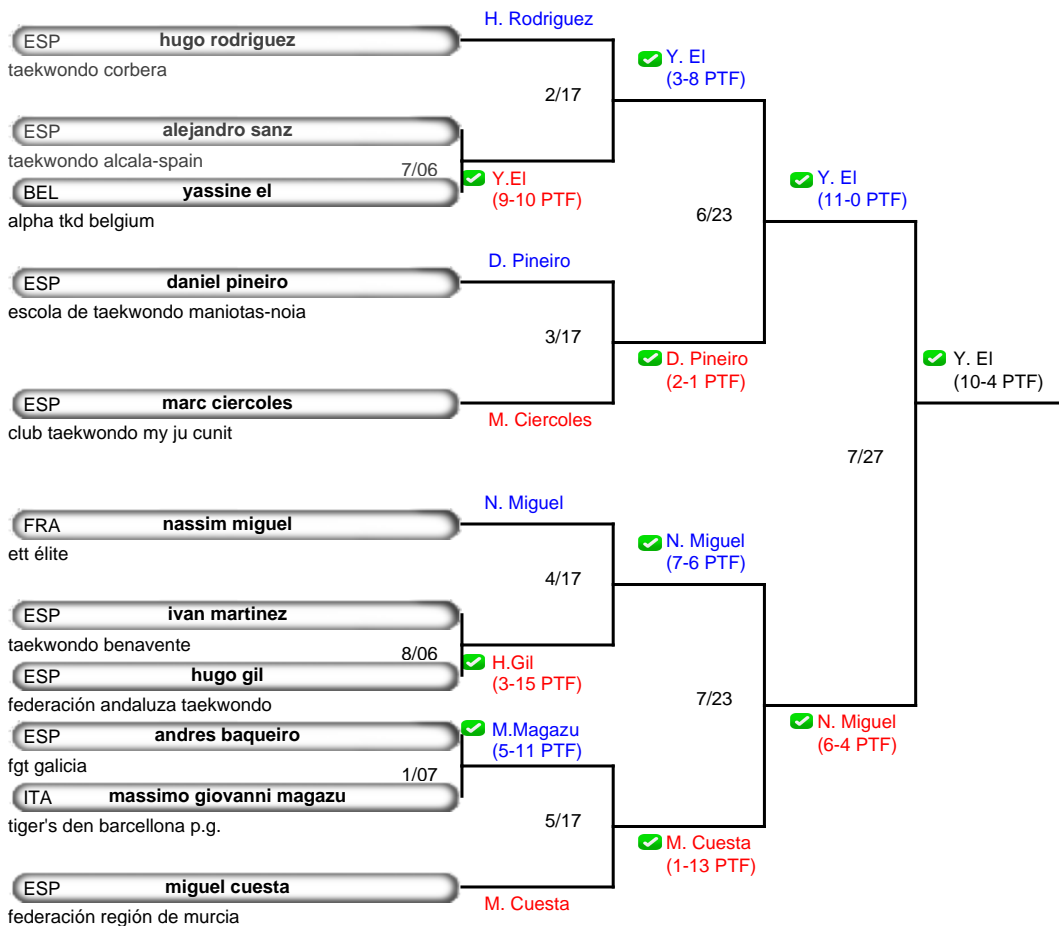 H. Rodriguez
ESP hugo rodriguez
taekwondo corbera
Y. El
(3-8 PTF)
2/17
ESP alejandro sanz
taekwondo alcala-spain
7/06
Y.El
(9-10 PTF)
BEL yassine el
alpha tkd belgium
Y. El
(11-0 PTF)
6/23
D. Pineiro
ESP daniel pineiro
escola de taekwondo maniotas-noia
3/17
D. Pineiro
(2-1 PTF)
Y. El
(10-4 PTF)
ESP marc ciercoles
club taekwondo my ju cunit
M. Ciercoles
7/27
N. Miguel
FRA nassim miguel
ett élite
N. Miguel
(7-6 PTF)
4/17
ESP ivan martinez
taekwondo benavente
8/06
H.Gil
(3-15 PTF)
ESP hugo gil
federación andaluza taekwondo
7/23
N. Miguel
(6-4 PTF)
ESP andres baqueiro
M.Magazu
(5-11 PTF)
fgt galicia
1/07
ITA massimo giovanni magazu
tiger's den barcellona p.g.
5/17
M. Cuesta
(1-13 PTF)
ESP miguel cuesta
M. Cuesta
federación región de murcia